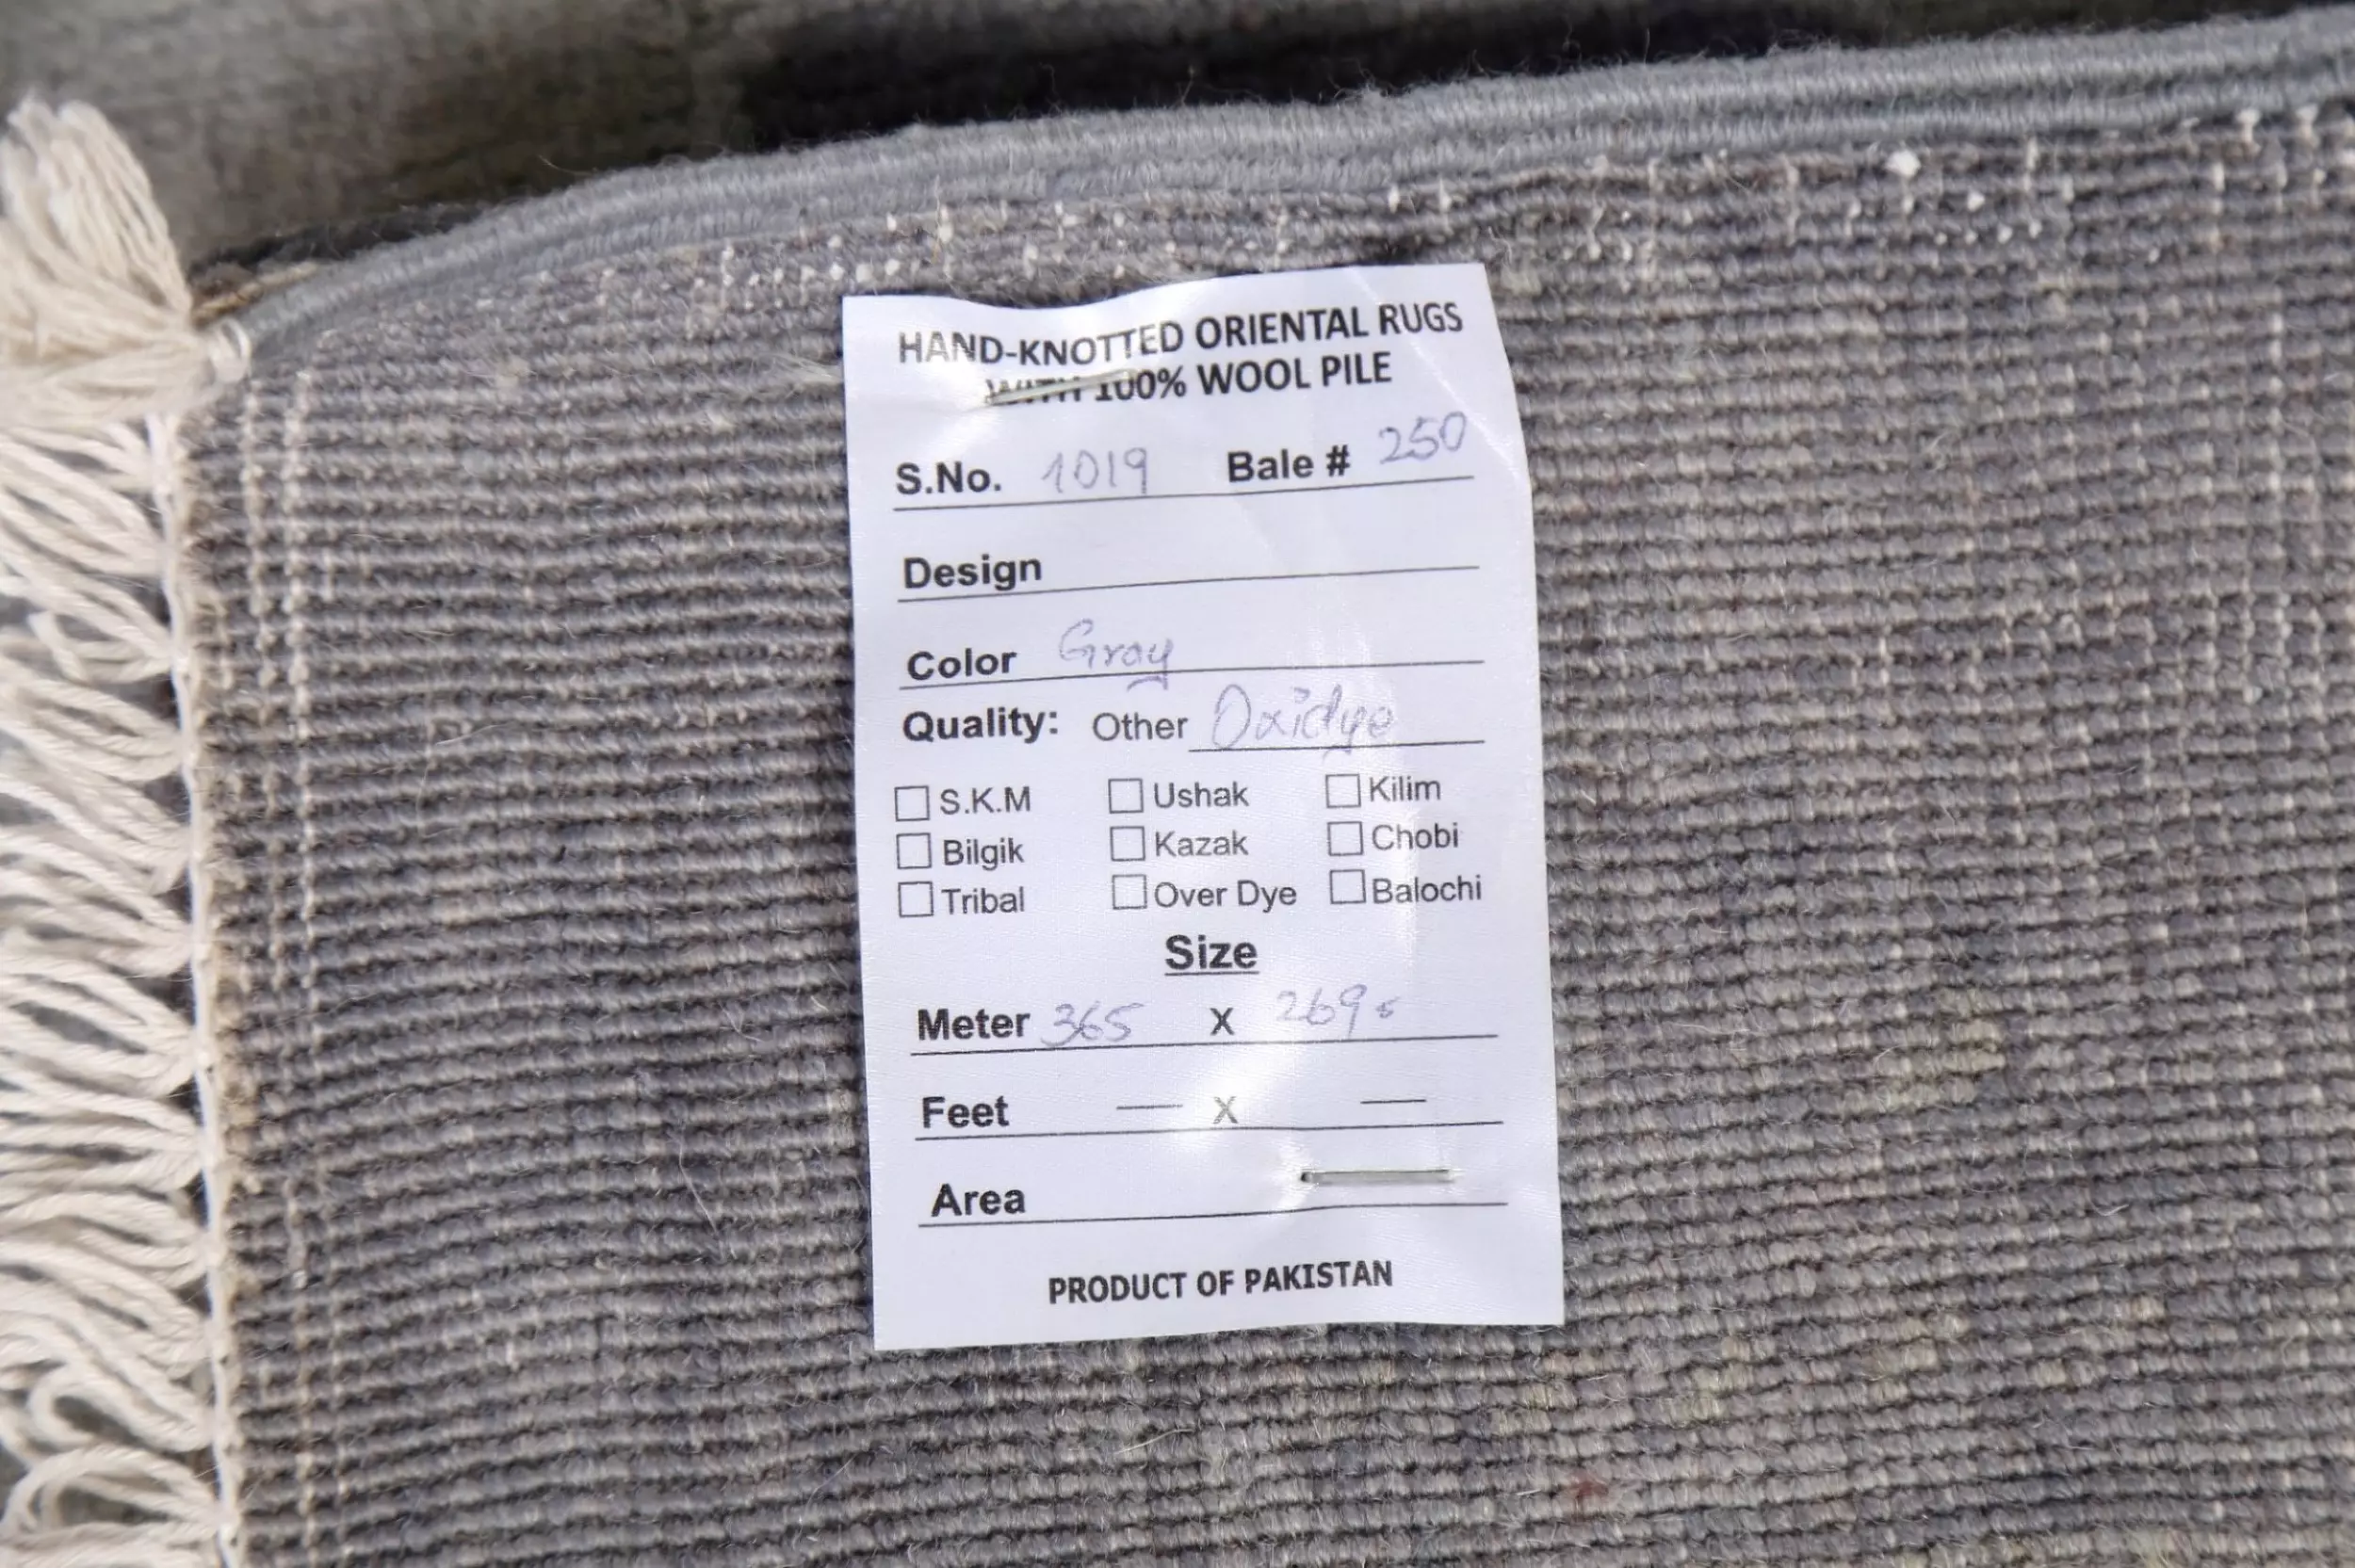 HAND-KNOTTED ORIENTAL RUGS
WITH 100% WOOL PILE
S.No. 1019 Bale # 250
Design
Color Gray
Quality: Other Oxidye
S.K.M Ushak Kilim
Bilgik Kazak Chobi
Tribal Over Dye Balochi
Size
Meter 365 X 269
Feet — X —
Area
PRODUCT OF PAKISTAN